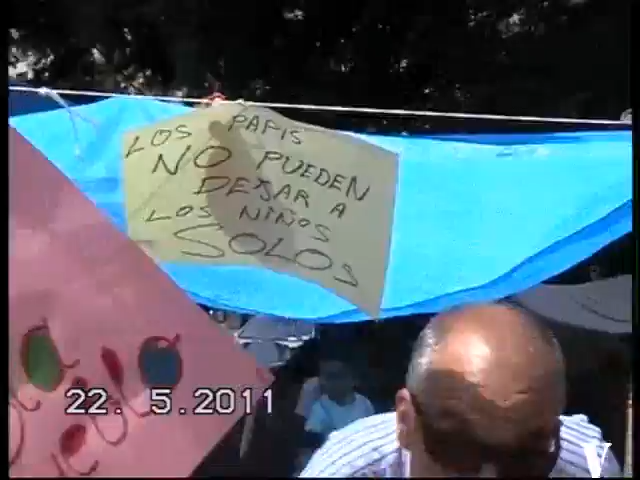 LOS PAPIS
NO PUEDEN
DEJAR A
LOS NIÑOS
SOLOS
22. 5.2011
V